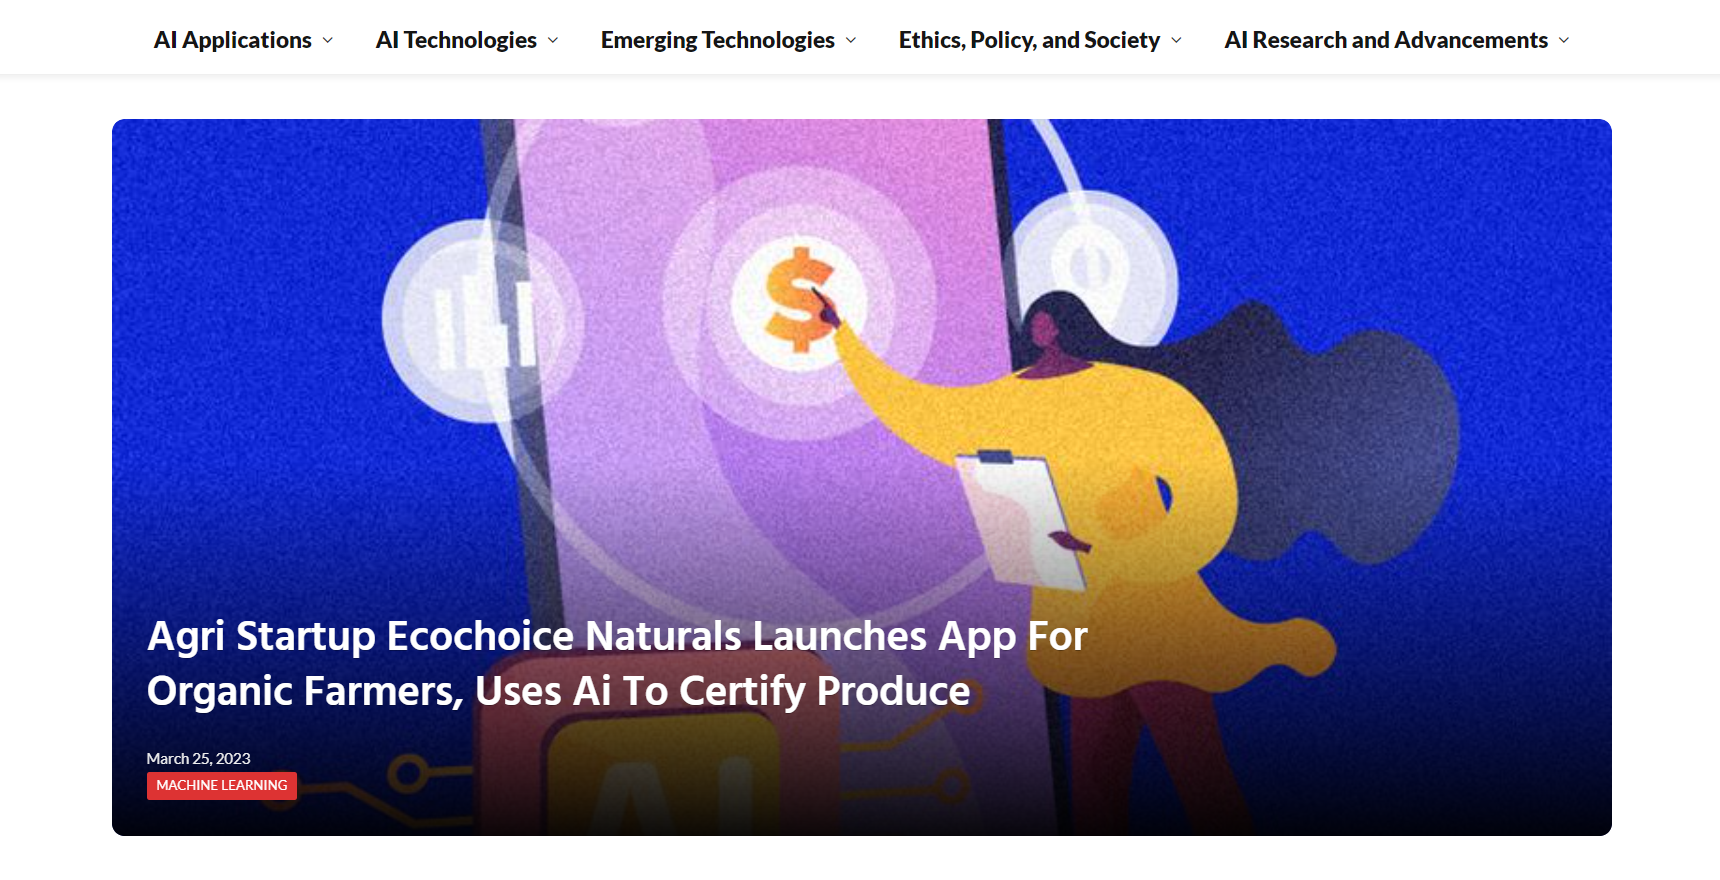 AI Applications AI Technologies Emerging Technologies Ethics, Policy, and Society AI Research and Advancements
$
Agri Startup Ecochoice Naturals Launches App For
Organic Farmers, Uses Ai To Certify Produce
March 25, 2023
MACHINE LEARNING
AI